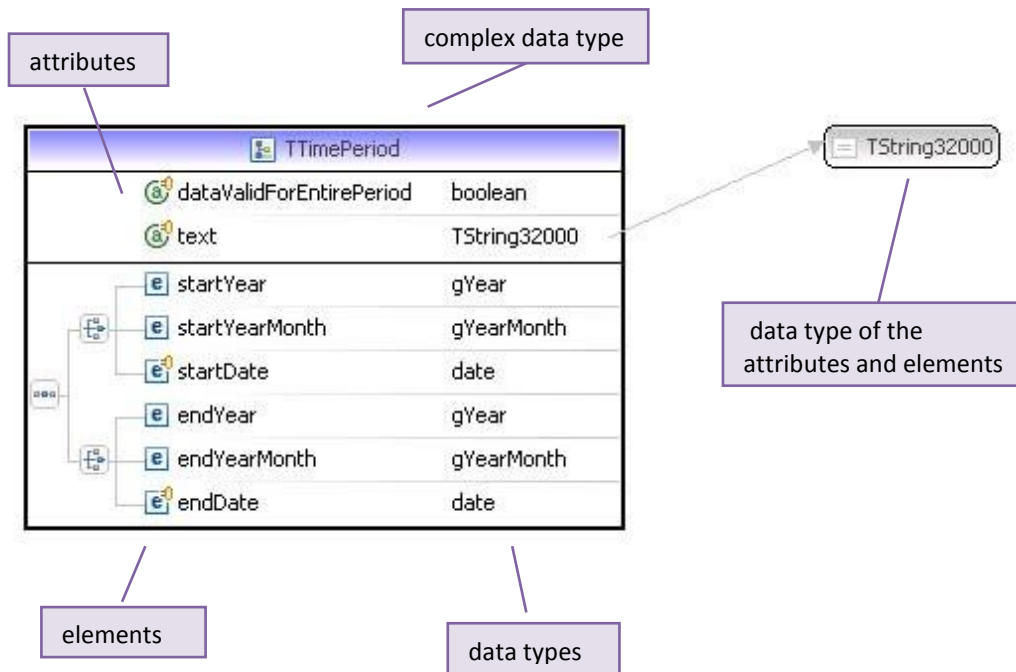 complex data type
attributes
TTimePeriod
TString32000
dataValidForEntirePeriod boolean
text TString32000
startYear gYear
startYearMonth gYearMonth
startDate date
endYear gYear
endYearMonth gYearMonth
endDate date
data type of the
attributes and elements
elements
data types